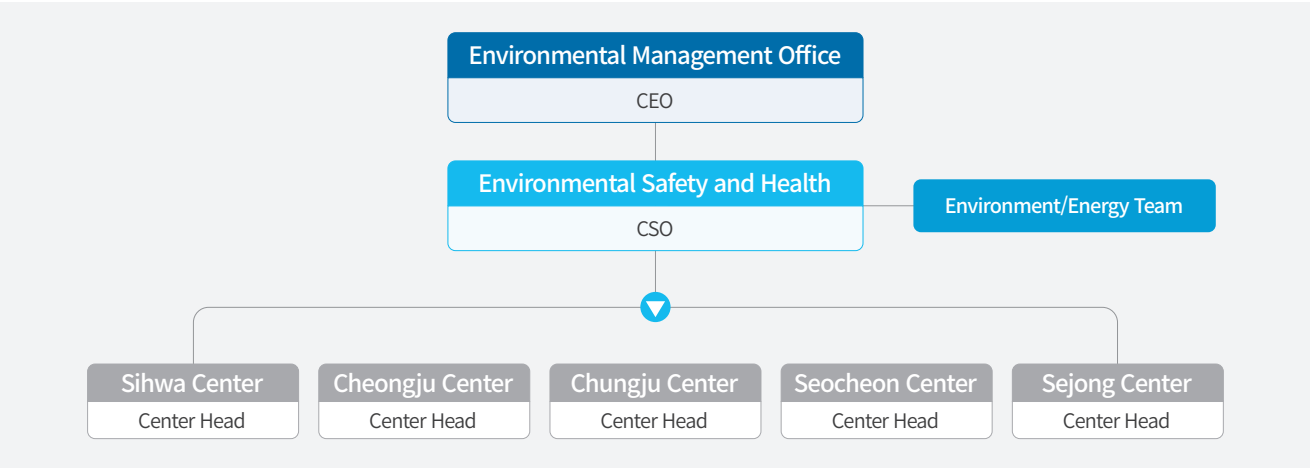 Environmental Management Office
CEO
Environmental Safety and Health
CSO
Environment/Energy Team
Sihwa Center
Center Head
Cheongju Center
Center Head
Chungju Center
Center Head
Seocheon Center
Center Head
Sejong Center
Center Head